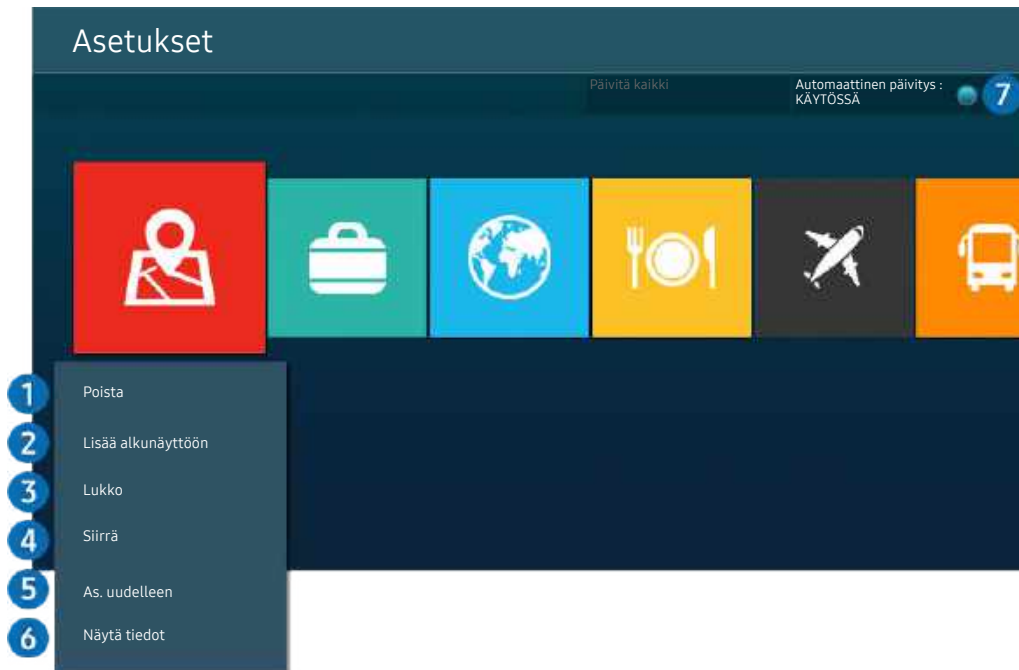 Asetukset
Päivitä kaikki
Automaattinen päivitys :
KÄYTÖSSÄ
7
1 Poista
2 Lisää alkunäyttöön
3 Lukko
4 Siirrä
5 As. uudelleen
6 Näytä tiedot